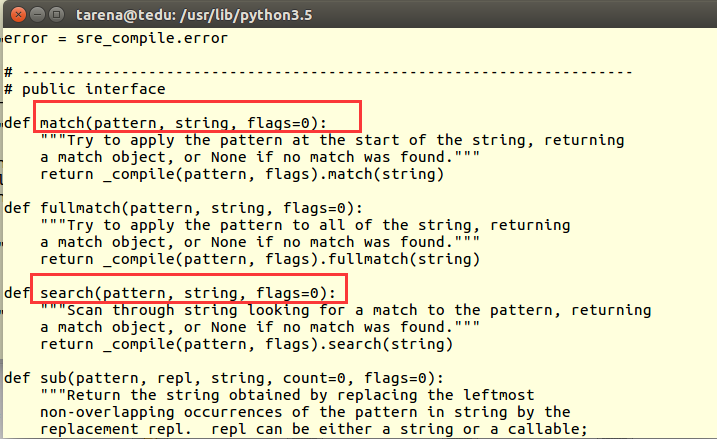 tarena@tedu: /usr/lib/python3.5
error = sre_compile.error
# --------------------------------------------------------------------
# public interface
def match(pattern, string, flags=0):
    """Try to apply the pattern at the start of the string, returning
    a match object, or None if no match was found."""
    return _compile(pattern, flags).match(string)
def fullmatch(pattern, string, flags=0):
    """Try to apply the pattern to all of the string, returning
    a match object, or None if no match was found."""
    return _compile(pattern, flags).fullmatch(string)
def search(pattern, string, flags=0):
    """Scan through string looking for a match to the pattern, returning
    a match object, or None if no match was found."""
    return _compile(pattern, flags).search(string)
def sub(pattern, repl, string, count=0, flags=0):
    """Return the string obtained by replacing the leftmost
    non-overlapping occurrences of the pattern in string by the
    replacement repl.  repl can be either a string or a callable;